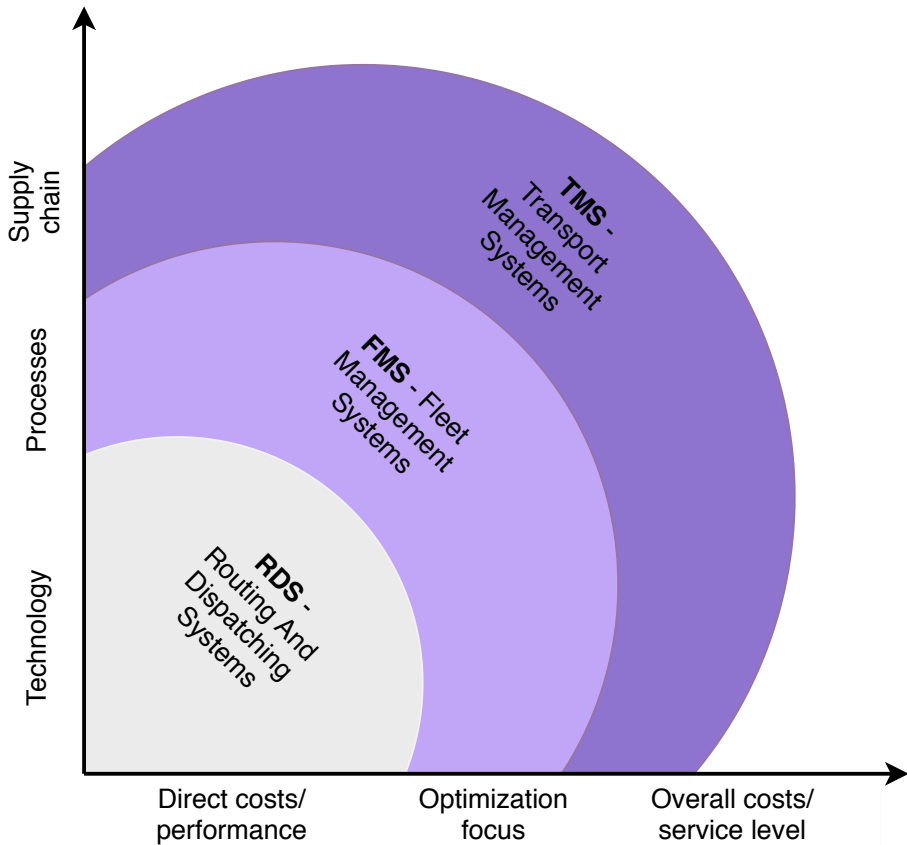 Supply
chain
Processes
Technology
TMS -
Transport
Management
Systems
FMS - Fleet
Management
Systems
RDS -
Routing And
Dispatching
Systems
Direct costs/
performance
Optimization
focus
Overall costs/
service level